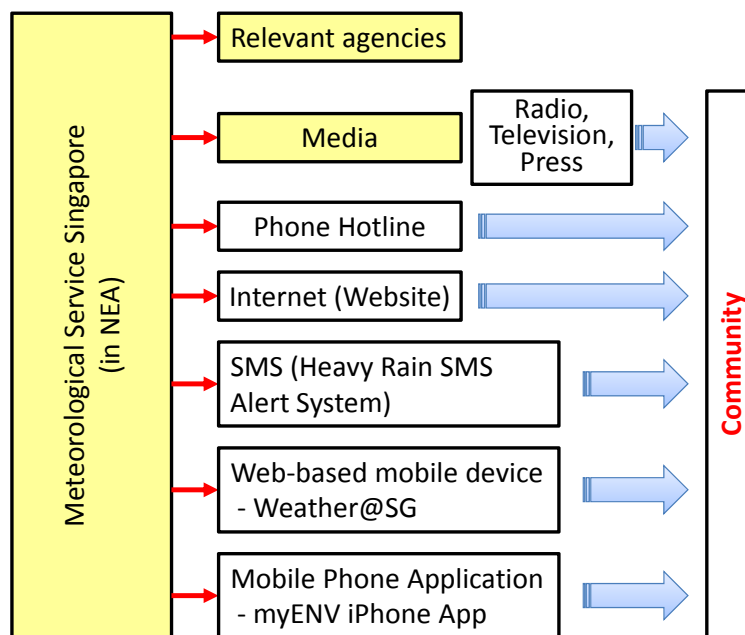 Meteorological Service Singapore
(in NEA)
Relevant agencies
Media
Radio,
Television,
Press
Phone Hotline
Internet (Website)
SMS (Heavy Rain SMS
Alert System)
Web-based mobile device
- Weather@SG
Mobile Phone Application
- myENV iPhone App
Community